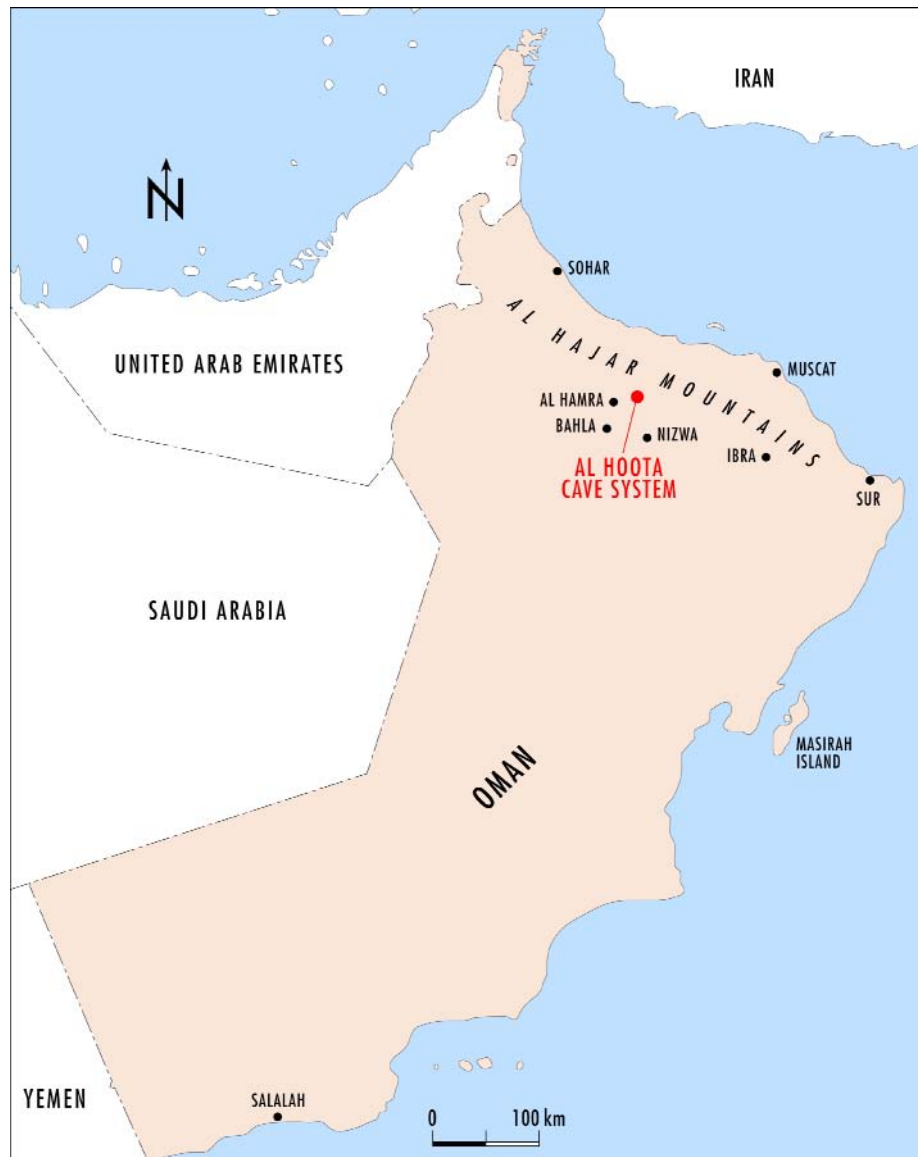 IRAN
N
SOHAR
AL HAJAR MOUNTAINS
UNITED ARAB EMIRATES
MUSCAT
AL HAMRA
BAHLA
NIZWA
IBRA
AL HOOTA
CAVE SYSTEM
SUR
SAUDI ARABIA
MASIRAH
ISLAND
OMAN
YEMEN
SALALAH
0 100 km